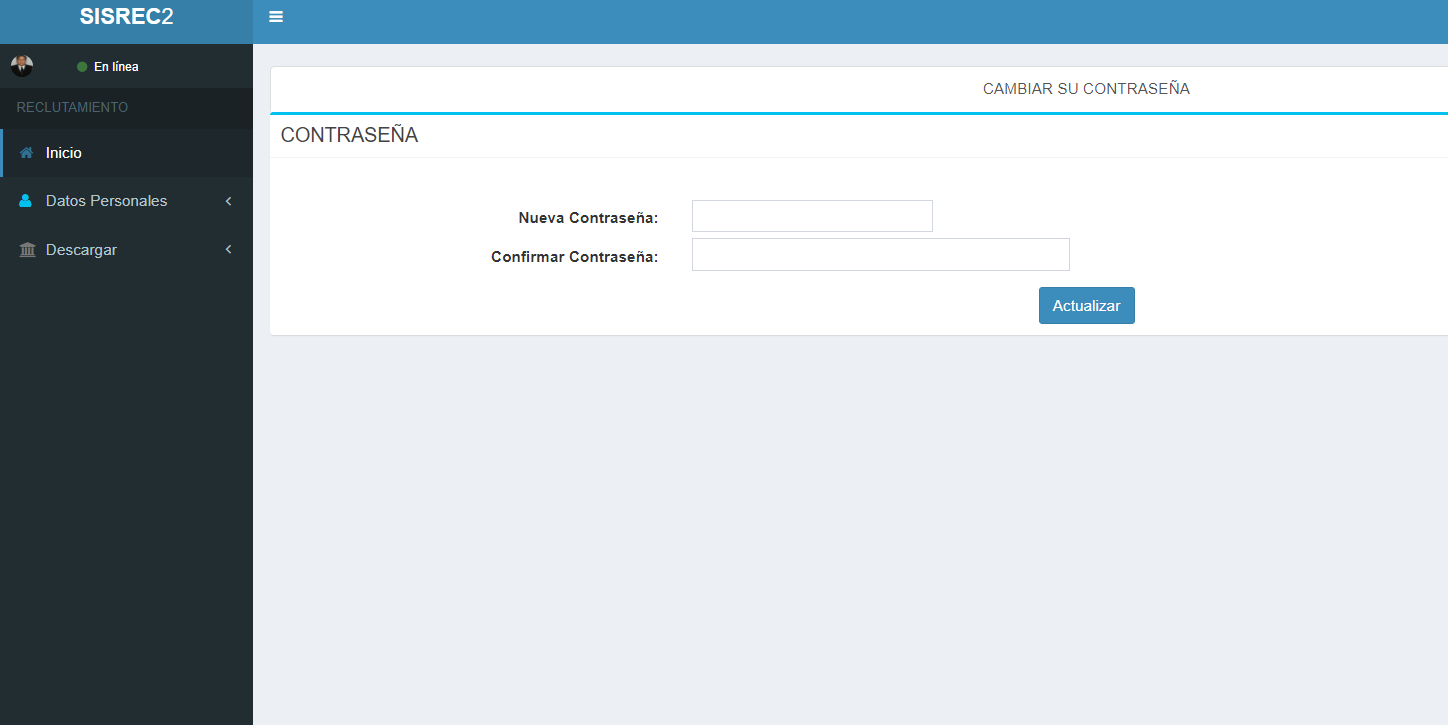 SISREC2
En línea
RECLUTAMIENTO
Inicio
Datos Personales
Descargar
CAMBIAR SU CONTRASEÑA
CONTRASEÑA
Nueva Contraseña:
Confirmar Contraseña:
Actualizar